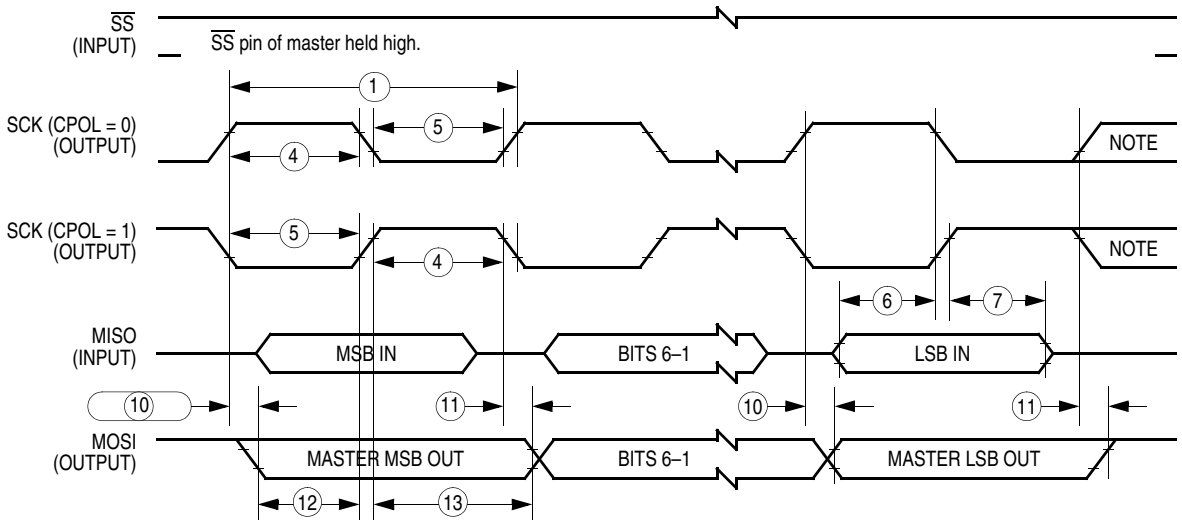 SS
(INPUT)
SS pin of master held high.
1
SCK (CPOL = 0)
(OUTPUT)
5
4
NOTE
SCK (CPOL = 1)
(OUTPUT)
5
4
NOTE
6
7
MISO
(INPUT)
MSB IN
BITS 6–1
LSB IN
10
11
10
11
MOSI
(OUTPUT)
MASTER MSB OUT
BITS 6–1
MASTER LSB OUT
12
13